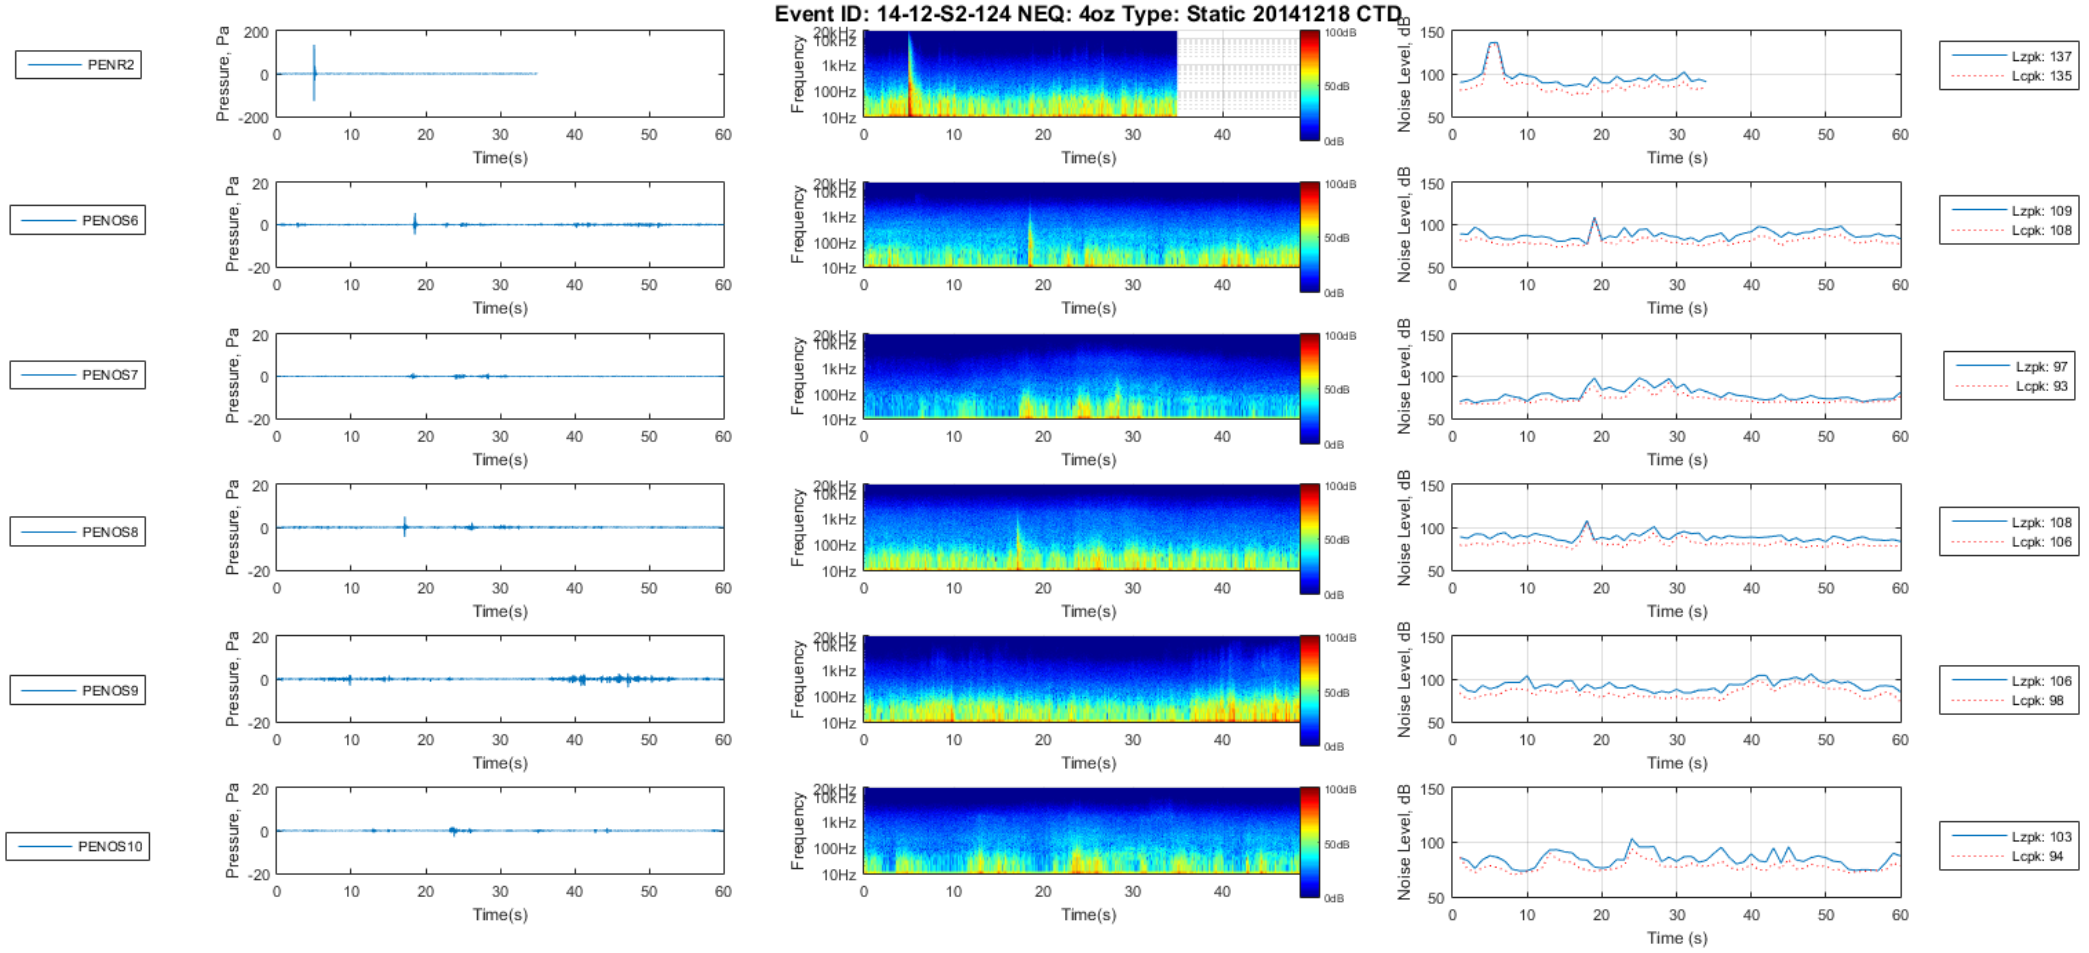 Event ID: 14-12-S2-124 NEQ: 4oz Type: Static 20141218 CTD
PENR2
Pressure, Pa
200
0
-200
0 10 20 30 40 50 60
Time(s)
Frequency
20kHz
10kHz
1kHz
100Hz
10Hz
0 10 20 30 40
Time(s)
100dB
50dB
0dB
Noise Level, dB
150
100
50
0 10 20 30 40 50 60
Time (s)
Lzpk: 137
Lcpk: 135
PENOS6
Pressure, Pa
20
0
-20
0 10 20 30 40 50 60
Time(s)
Frequency
20kHz
10kHz
1kHz
100Hz
10Hz
0 10 20 30 40
Time(s)
100dB
50dB
0dB
Noise Level, dB
150
100
50
0 10 20 30 40 50 60
Time (s)
Lzpk: 109
Lcpk: 108
PENOS7
Pressure, Pa
20
0
-20
0 10 20 30 40 50 60
Time(s)
Frequency
20kHz
10kHz
1kHz
100Hz
10Hz
0 10 20 30 40
Time(s)
100dB
50dB
0dB
Noise Level, dB
150
100
50
0 10 20 30 40 50 60
Time (s)
Lzpk: 97
Lcpk: 93
PENOS8
Pressure, Pa
20
0
-20
0 10 20 30 40 50 60
Time(s)
Frequency
20kHz
10kHz
1kHz
100Hz
10Hz
0 10 20 30 40
Time(s)
100dB
50dB
0dB
Noise Level, dB
150
100
50
0 10 20 30 40 50 60
Time (s)
Lzpk: 108
Lcpk: 106
PENOS9
Pressure, Pa
20
0
-20
0 10 20 30 40 50 60
Time(s)
Frequency
20kHz
10kHz
1kHz
100Hz
10Hz
0 10 20 30 40
Time(s)
100dB
50dB
0dB
Noise Level, dB
150
100
50
0 10 20 30 40 50 60
Time (s)
Lzpk: 106
Lcpk: 98
PENOS10
Pressure, Pa
20
0
-20
0 10 20 30 40 50 60
Time(s)
Frequency
20kHz
10kHz
1kHz
100Hz
10Hz
0 10 20 30 40
Time(s)
100dB
50dB
0dB
Noise Level, dB
150
100
50
0 10 20 30 40 50 60
Time (s)
Lzpk: 103
Lcpk: 94